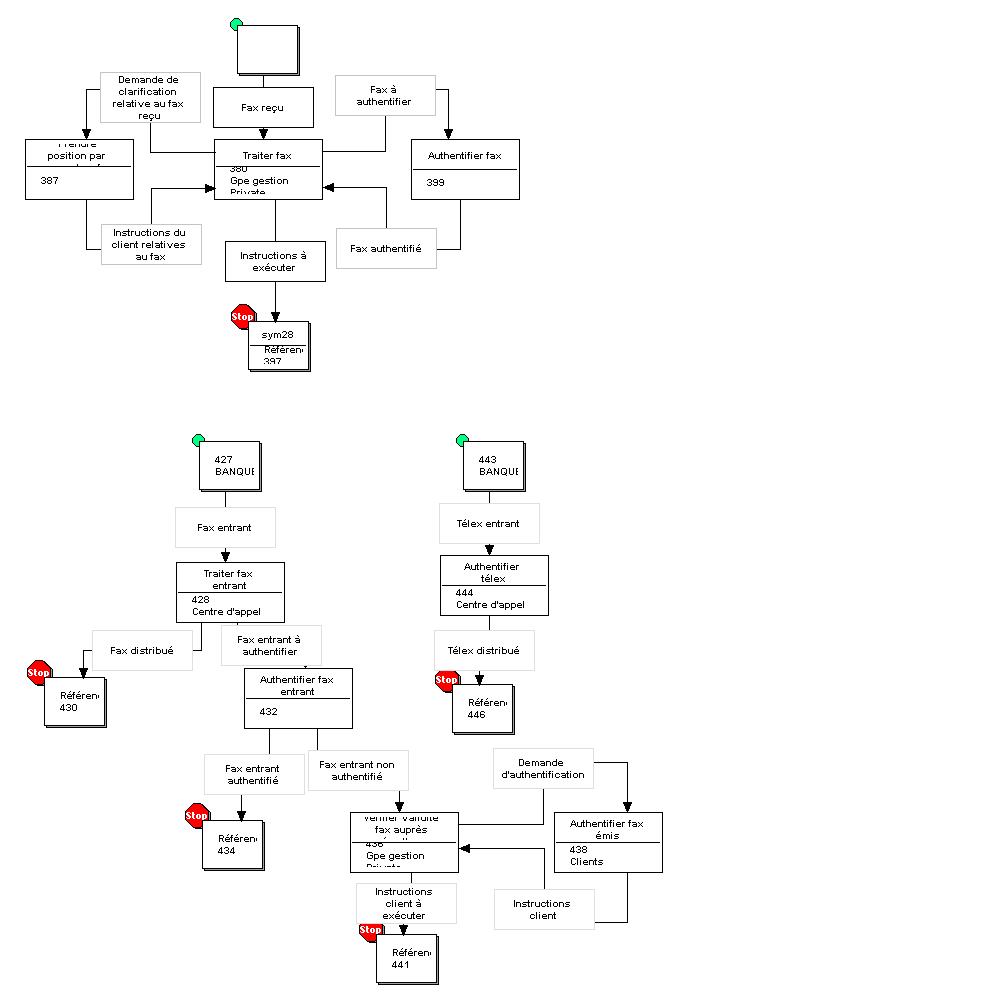 Demande de
clarification
relative au fax
reçu
Fax reçu
Fax à
authentifier
position par
387
Traiter fax
380
Gpe gestion
Private
Authentifier fax
399
Instructions du
client relatives
au fax
Instructions à
exécuter
Fax authentifié
Stop
sym28
Référen
397
427
BANQUE
443
BANQUE
Fax entrant
Télex entrant
Traiter fax
entrant
428
Centre d'appel
Authentifier
télex
444
Centre d'appel
Fax distribué
Fax entrant à
authentifier
Télex distribué
Stop
Référen
430
Authentifier fax
entrant
432
Stop
Référen
446
Fax entrant
authentifié
Fax entrant non
authentifié
Demande
d'authentification
Stop
Référen
434
Vérifier validité
fax auprès
436
Gpe gestion
Private
Authentifier fax
émis
438
Clients
Instructions
client à
exécuter
Instructions
client
Stop
Référen
441